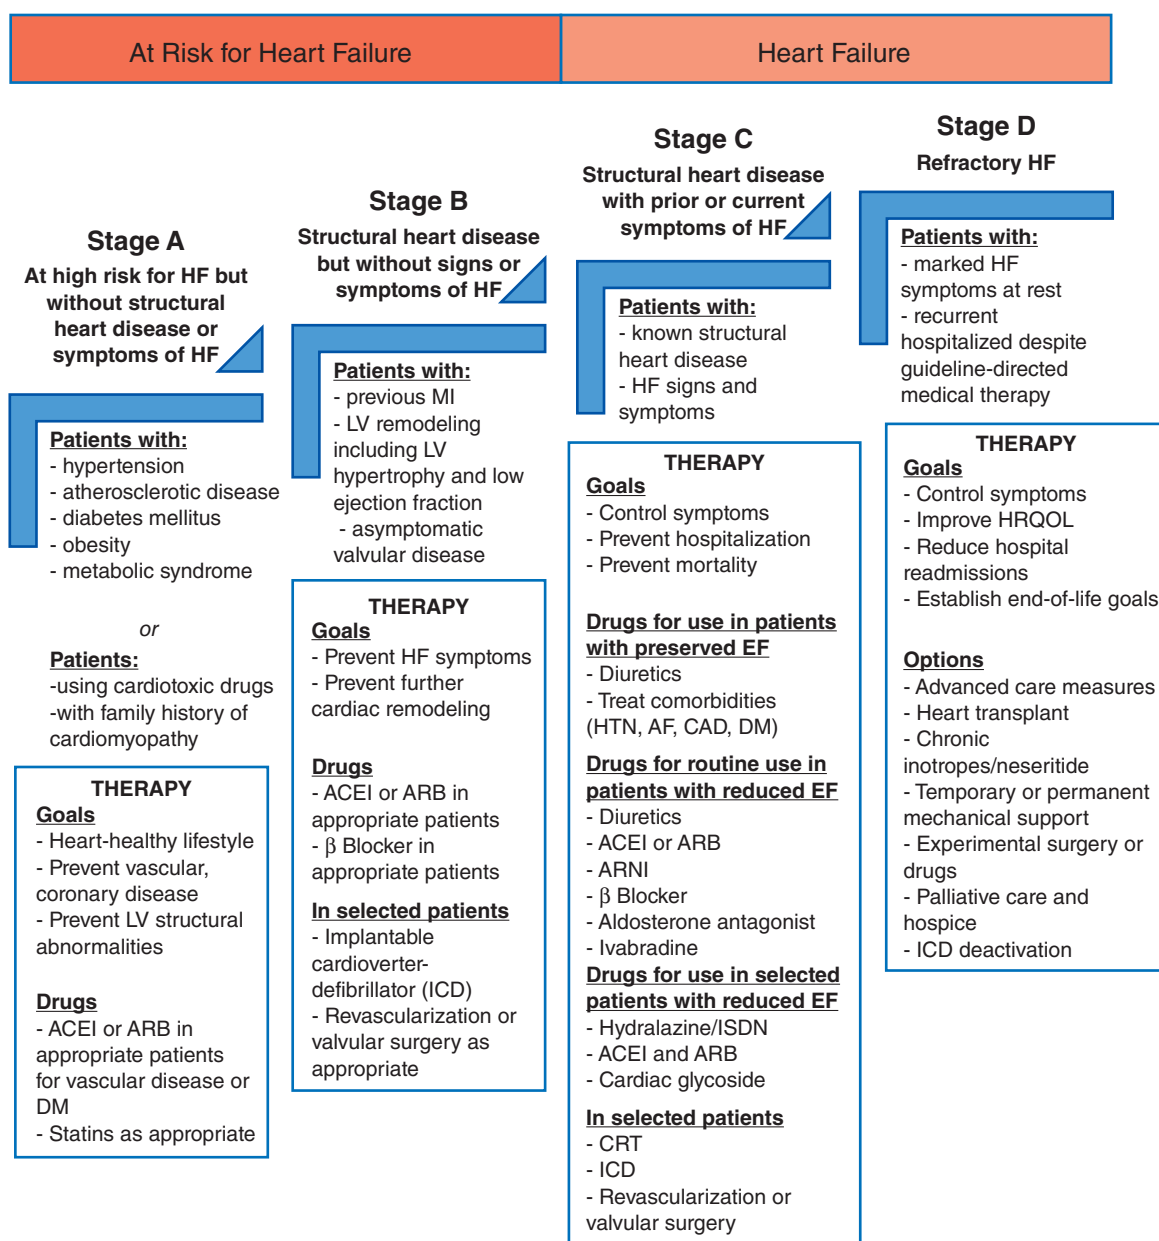 At Risk for Heart Failure
Heart Failure
Stage A
At high risk for HF but
without structural
heart disease or
symptoms of HF
Patients with:
- hypertension
- atherosclerotic disease
- diabetes mellitus
- obesity
- metabolic syndrome
or
Patients:
-using cardiotoxic drugs
-with family history of
cardiomyopathy
THERAPY
Goals
- Heart-healthy lifestyle
- Prevent vascular,
coronary disease
- Prevent LV structural
abnormalities
Drugs
- ACEI or ARB in
appropriate patients
for vascular disease or
DM
- Statins as appropriate
Stage B
Structural heart disease
but without signs or
symptoms of HF
Patients with:
- previous MI
- LV remodeling
including LV
hypertrophy and low
ejection fraction
- asymptomatic
valvular disease
THERAPY
Goals
- Prevent HF symptoms
- Prevent further
cardiac remodeling
Drugs
- ACEI or ARB in
appropriate patients
- β Blocker in
appropriate patients
In selected patients
- Implantable
cardioverter-
defibrillator (ICD)
- Revascularization or
valvular surgery as
appropriate
Stage C
Structural heart disease
with prior or current
symptoms of HF
Patients with:
- known structural
heart disease
- HF signs and
symptoms
THERAPY
Goals
- Control symptoms
- Prevent hospitalization
- Prevent mortality
Drugs for use in patients
with preserved EF
- Diuretics
- Treat comorbidities
(HTN, AF, CAD, DM)
Drugs for routine use in
patients with reduced EF
- Diuretics
- ACEI or ARB
- ARNI
- β Blocker
- Aldosterone antagonist
- Ivabradine
Drugs for use in selected
patients with reduced EF
- Hydralazine/ISDN
- ACEI and ARB
- Cardiac glycoside
In selected patients
- CRT
- ICD
- Revascularization or
valvular surgery
Stage D
Refractory HF
Patients with:
- marked HF
symptoms at rest
- recurrent
hospitalized despite
guideline-directed
medical therapy
THERAPY
Goals
- Control symptoms
- Improve HRQOL
- Reduce hospital
readmissions
- Establish end-of-life goals
Options
- Advanced care measures
- Heart transplant
- Chronic
inotropes/neseritide
- Temporary or permanent
mechanical support
- Experimental surgery or
drugs
- Palliative care and
hospice
- ICD deactivation